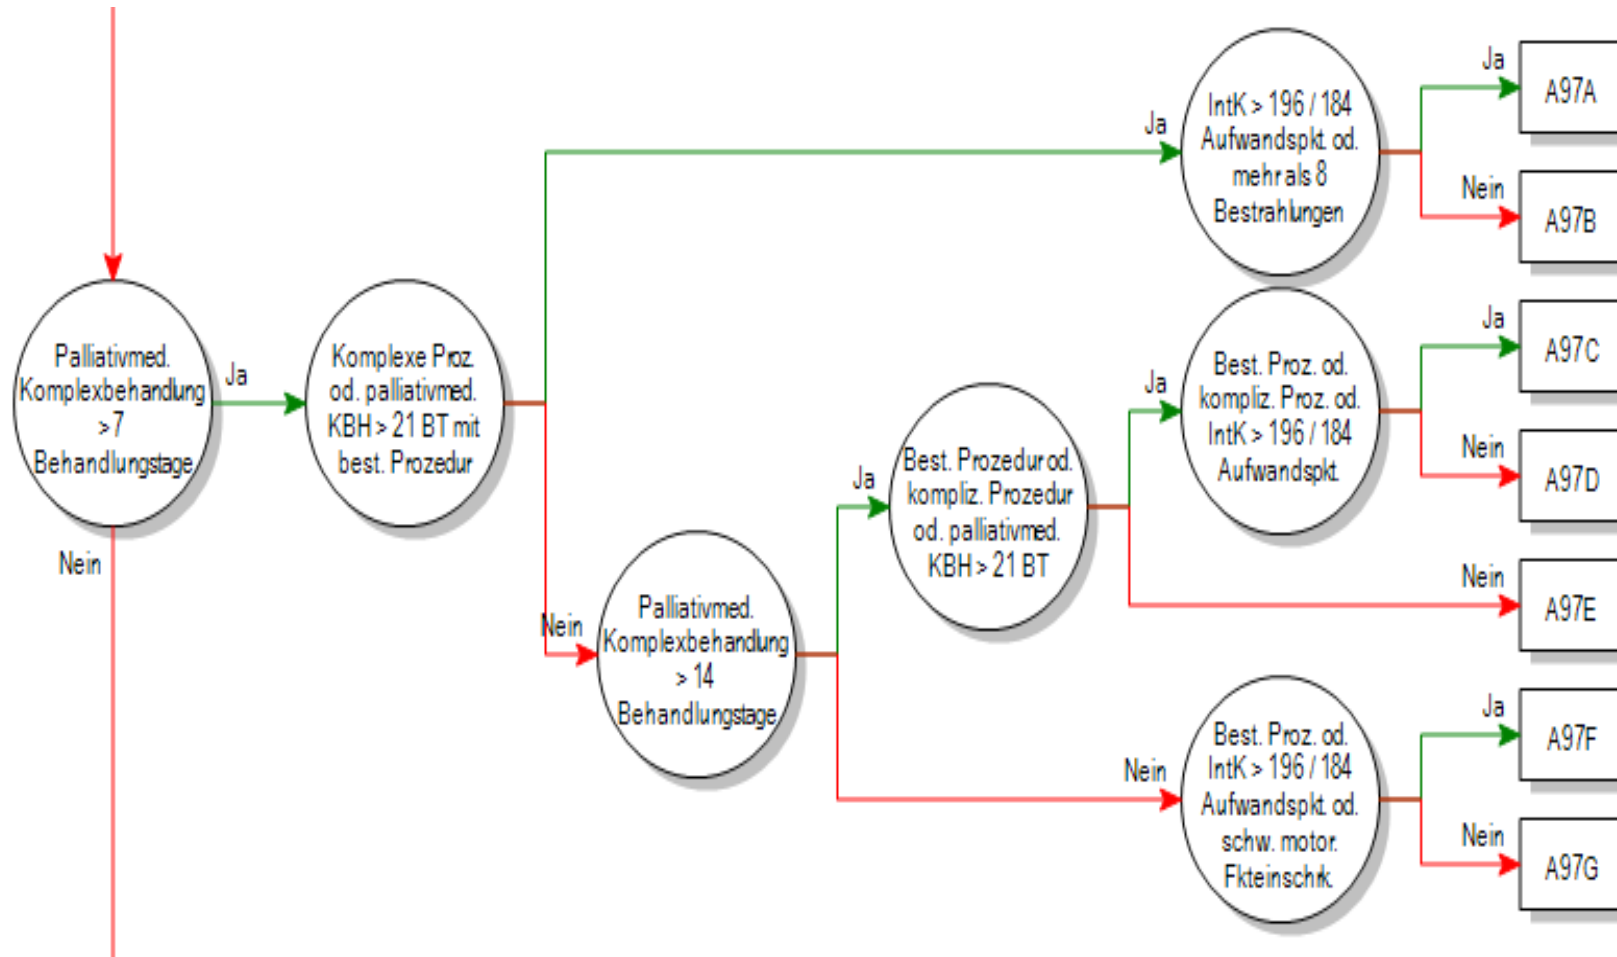 Palliativmed.
Komplexbehandlung
>7
Behandlungstage
Ja
Nein
Komplexe Proz.
od. palliativmed.
KBH > 21 BT mit
best. Prozedur
Ja
Nein
Palliativmed.
Komplexbehandlung
> 14
Behandlungstage
Ja
Nein
Best. Prozedur od.
kompliz. Prozedur
od. palliativmed.
KBH > 21 BT
Ja
Nein
IntK > 196 / 184
Aufwandspkt. od.
mehr als 8
Bestrahlungen
Ja
A97A
Nein
A97B
Best. Proz. od.
kompliz. Proz. od.
IntK > 196 / 184
Aufwandspkt.
Ja
A97C
Nein
A97D
A97E
Best. Proz. od.
IntK > 196 / 184
Aufwandspkt. od.
schw. motor.
Fkteinschrk.
Ja
A97F
Nein
A97G